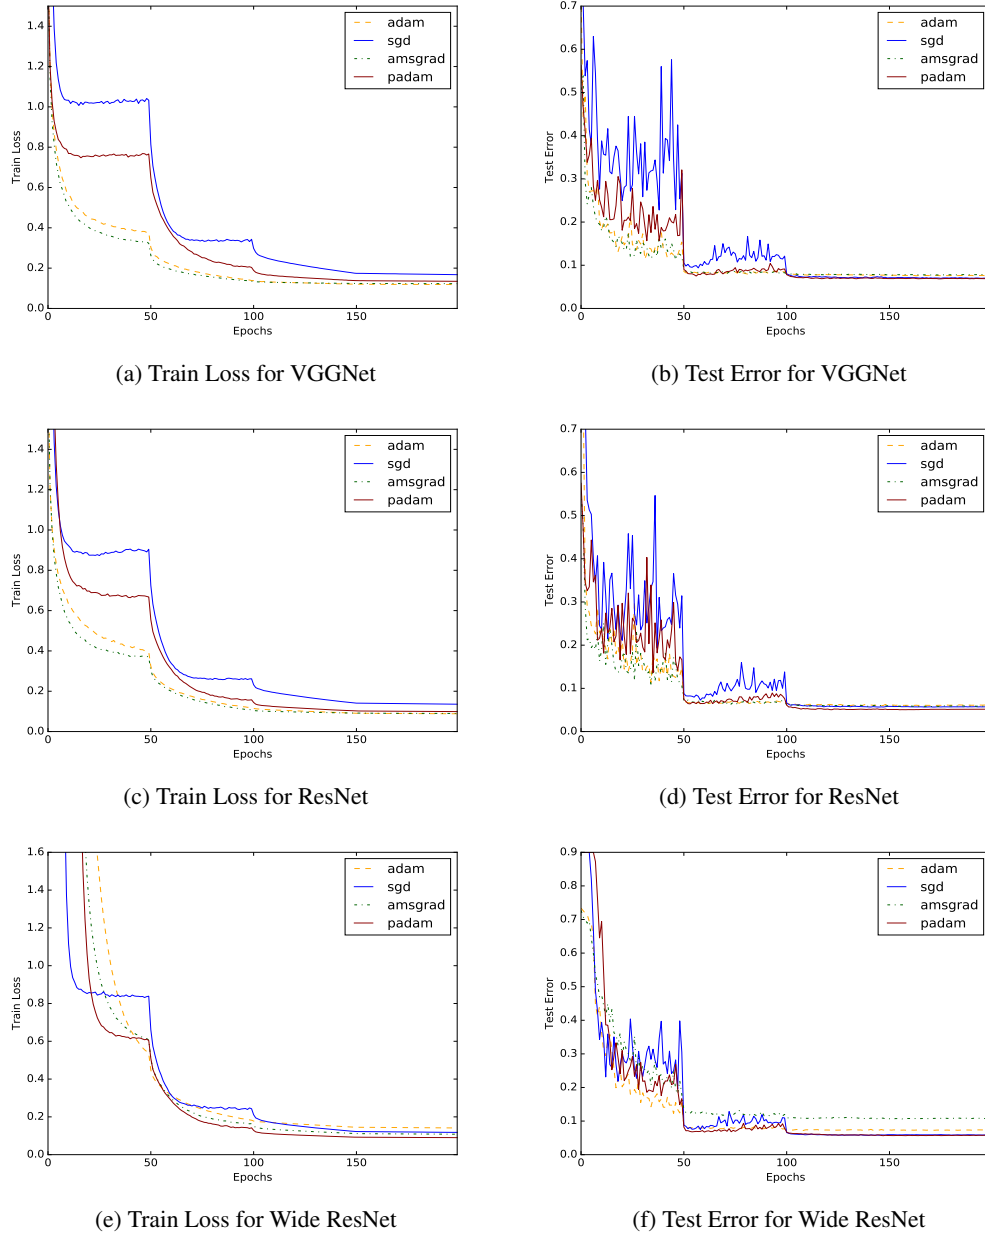 1.4
1.2
1.0
0.8
0.6
0.4
0.2
0.0
Train Loss
0 50 100 150
Epochs
adam
sgd
amsgrad
padam
(a) Train Loss for VGGNet
0.7
0.6
0.5
0.4
0.3
0.2
0.1
0.0
Test Error
0 50 100 150
Epochs
adam
sgd
amsgrad
padam
(b) Test Error for VGGNet
1.4
1.2
1.0
0.8
0.6
0.4
0.2
0.0
Train Loss
0 50 100 150
Epochs
adam
sgd
amsgrad
padam
(c) Train Loss for ResNet
0.7
0.6
0.5
0.4
0.3
0.2
0.1
0.0
Test Error
0 50 100 150
Epochs
adam
sgd
amsgrad
padam
(d) Test Error for ResNet
1.6
1.4
1.2
1.0
0.8
0.6
0.4
0.2
0.0
Train Loss
0 50 100 150
Epochs
adam
sgd
amsgrad
padam
(e) Train Loss for Wide ResNet
0.9
0.8
0.7
0.6
0.5
0.4
0.3
0.2
0.1
0.0
Test Error
0 50 100 150
Epochs
adam
sgd
amsgrad
padam
(f) Test Error for Wide ResNet